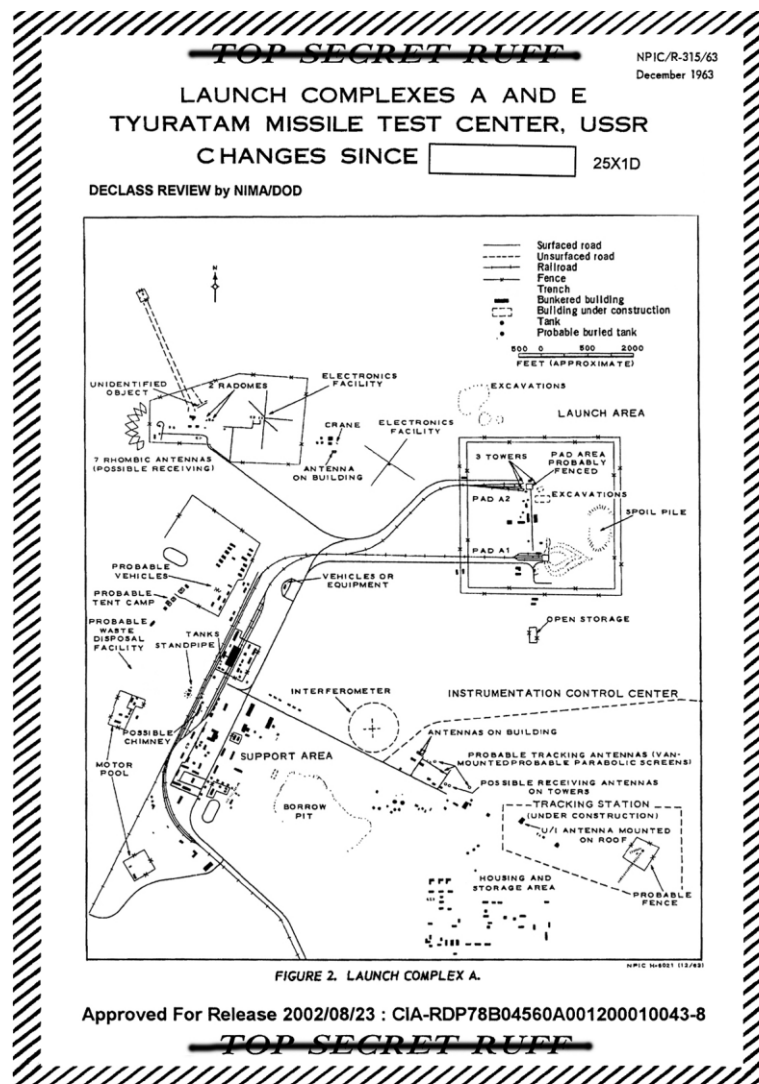 TOP SECRET RUFF
NPIC/R-315/63
December 1963
LAUNCH COMPLEXES A AND E
TYURATAM MISSILE TEST CENTER, USSR
CHANGES SINCE
25X1D
DECLASS REVIEW by NIMA/DOD
Surfaced road
Unsurfaced road
Railroad
Fence
Trench
Bunkered building
Building under construction
Tank
Probable buried tank
500 0 500 2000
FEET (APPROXIMATE)
N
UNIDENTIFIED
OBJECT
2 RADOMES
ELECTRONICS
FACILITY
7 RHOMBIC ANTENNAS
(POSSIBLE RECEIVING)
CRANE
ANTENNA
ON BUILDING
ELECTRONICS
FACILITY
EXCAVATIONS
LAUNCH AREA
3 TOWERS
PAD AREA
PROBABLY
FENCED
PAD A2
EXCAVATIONS
SPOIL PILE
PAD A1
PROBABLE
VEHICLES
PROBABLE
TENT CAMP
VEHICLES OR
EQUIPMENT
PROBABLE
WASTE
DISPOSAL
FACILITY
TANKS
STANDPIPE
OPEN STORAGE
INTERFEROMETER
INSTRUMENTATION CONTROL CENTER
POSSIBLE
CHIMNEY
ANTENNAS ON BUILDING
MOTOR
POOL
SUPPORT AREA
PROBABLE TRACKING ANTENNAS (VAN-
MOUNTED PROBABLE PARABOLIC SCREENS)
POSSIBLE RECEIVING ANTENNAS
ON TOWERS
BORROW
PIT
TRACKING STATION
(UNDER CONSTRUCTION)
U/I ANTENNA MOUNTED
ON ROOF
HOUSING AND
STORAGE AREA
PROBABLE
FENCE
NPIC H-8021 (12/63)
FIGURE 2. LAUNCH COMPLEX A.
Approved For Release 2002/08/23 : CIA-RDP78B04560A001200010043-8
TOP SECRET RUFF